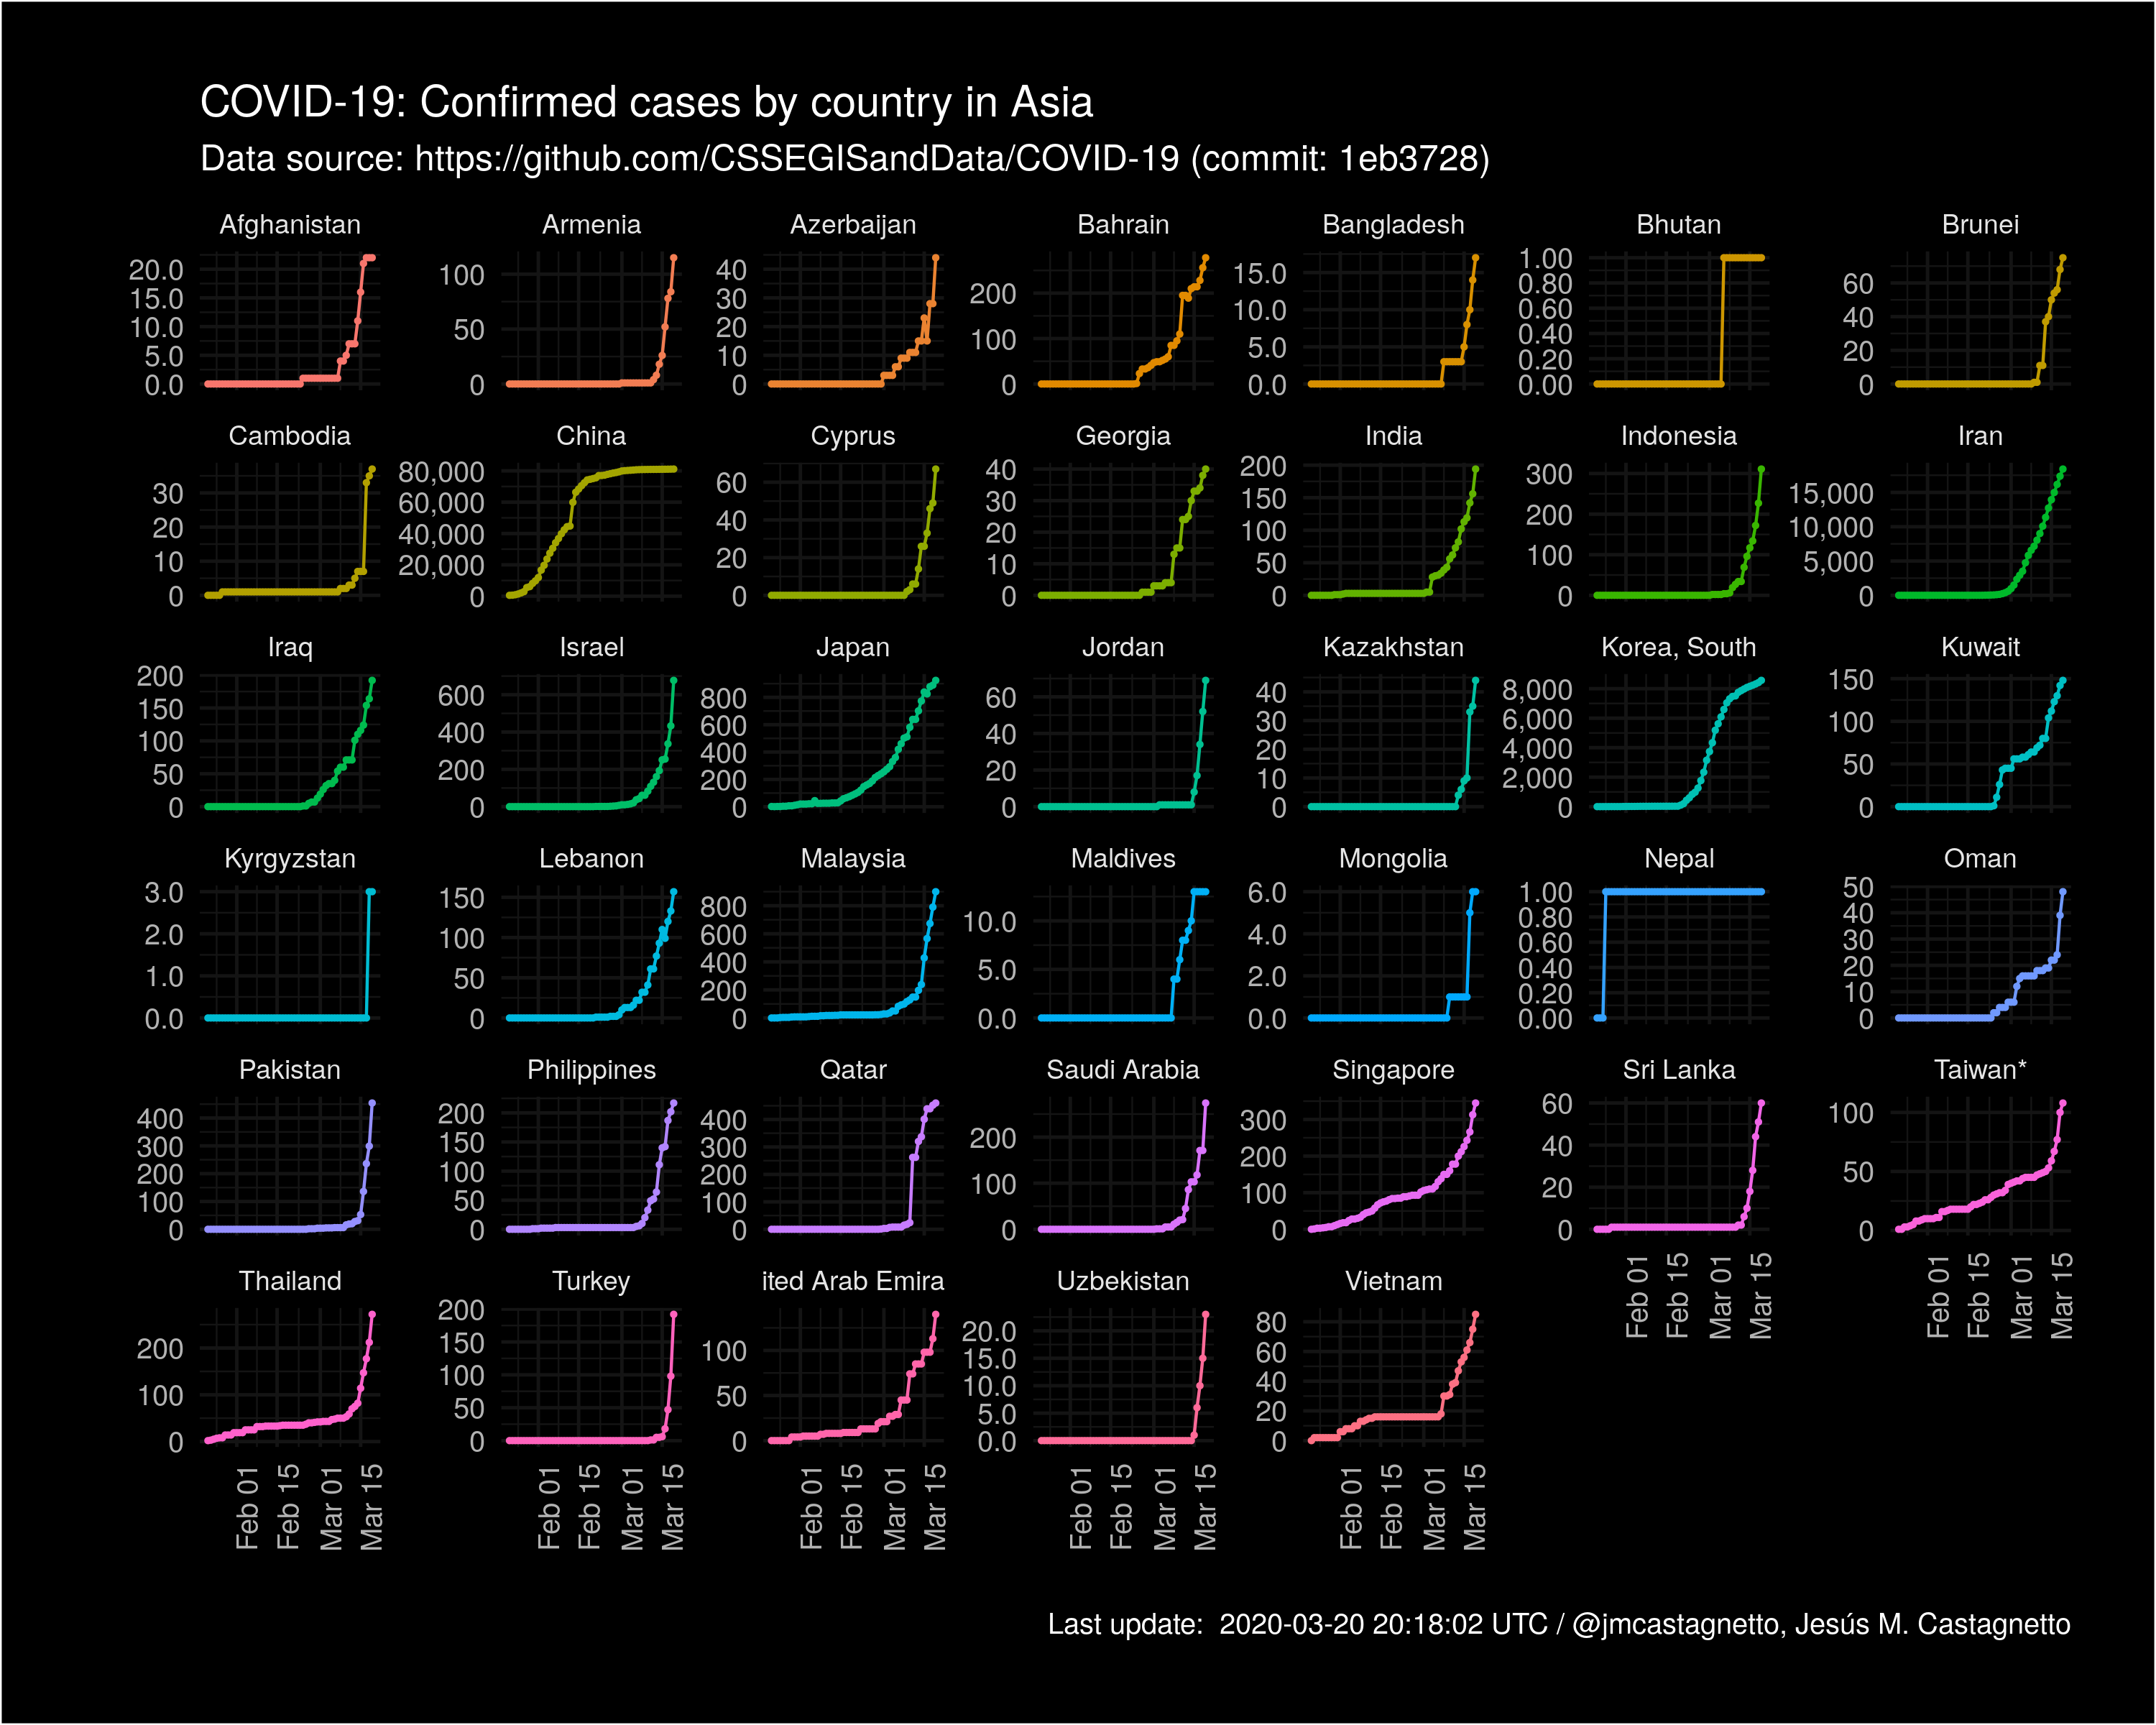 COVID-19: Confirmed cases by country in Asia
Data source: https://github.com/CSSEGISandData/COVID-19 (commit: 1eb3728)
Afghanistan
20.0
15.0
10.0
5.0
0.0
Armenia
100
50
0
Azerbaijan
40
30
20
10
0
Bahrain
200
100
0
Bangladesh
15.0
10.0
5.0
0.0
Bhutan
1.00
0.80
0.60
0.40
0.20
0.00
Brunei
60
40
20
0
Cambodia
30
20
10
0
China
80,000
60,000
40,000
20,000
0
Cyprus
60
40
20
0
Georgia
40
30
20
10
0
India
200
150
100
50
0
Indonesia
300
200
100
0
Iran
15,000
10,000
5,000
0
Iraq
200
150
100
50
0
Israel
600
400
200
0
Japan
800
600
400
200
0
Jordan
60
40
20
0
Kazakhstan
40
30
20
10
0
Korea, South
8,000
6,000
4,000
2,000
0
Kuwait
150
100
50
0
Kyrgyzstan
3.0
2.0
1.0
0.0
Lebanon
150
100
50
0
Malaysia
800
600
400
200
0
Maldives
10.0
5.0
0.0
Mongolia
6.0
4.0
2.0
0.0
Nepal
1.00
0.80
0.60
0.40
0.20
0.00
Oman
50
40
30
20
10
0
Pakistan
400
300
200
100
0
Philippines
200
150
100
50
0
Qatar
400
300
200
100
0
Saudi Arabia
200
100
0
Singapore
300
200
100
0
Sri Lanka
60
40
20
0
Feb 01
Feb 15
Mar 01
Mar 15
Taiwan*
100
50
0
Feb 01
Feb 15
Mar 01
Mar 15
Thailand
200
100
0
Feb 01
Feb 15
Mar 01
Mar 15
Turkey
200
150
100
50
0
Feb 01
Feb 15
Mar 01
Mar 15
ited Arab Emira
100
50
0
Feb 01
Feb 15
Mar 01
Mar 15
Uzbekistan
20.0
15.0
10.0
5.0
0.0
Feb 01
Feb 15
Mar 01
Mar 15
Vietnam
80
60
40
20
0
Feb 01
Feb 15
Mar 01
Mar 15
Last update:  2020-03-20 20:18:02 UTC / @jmcastagnetto, Jesús M. Castagnetto